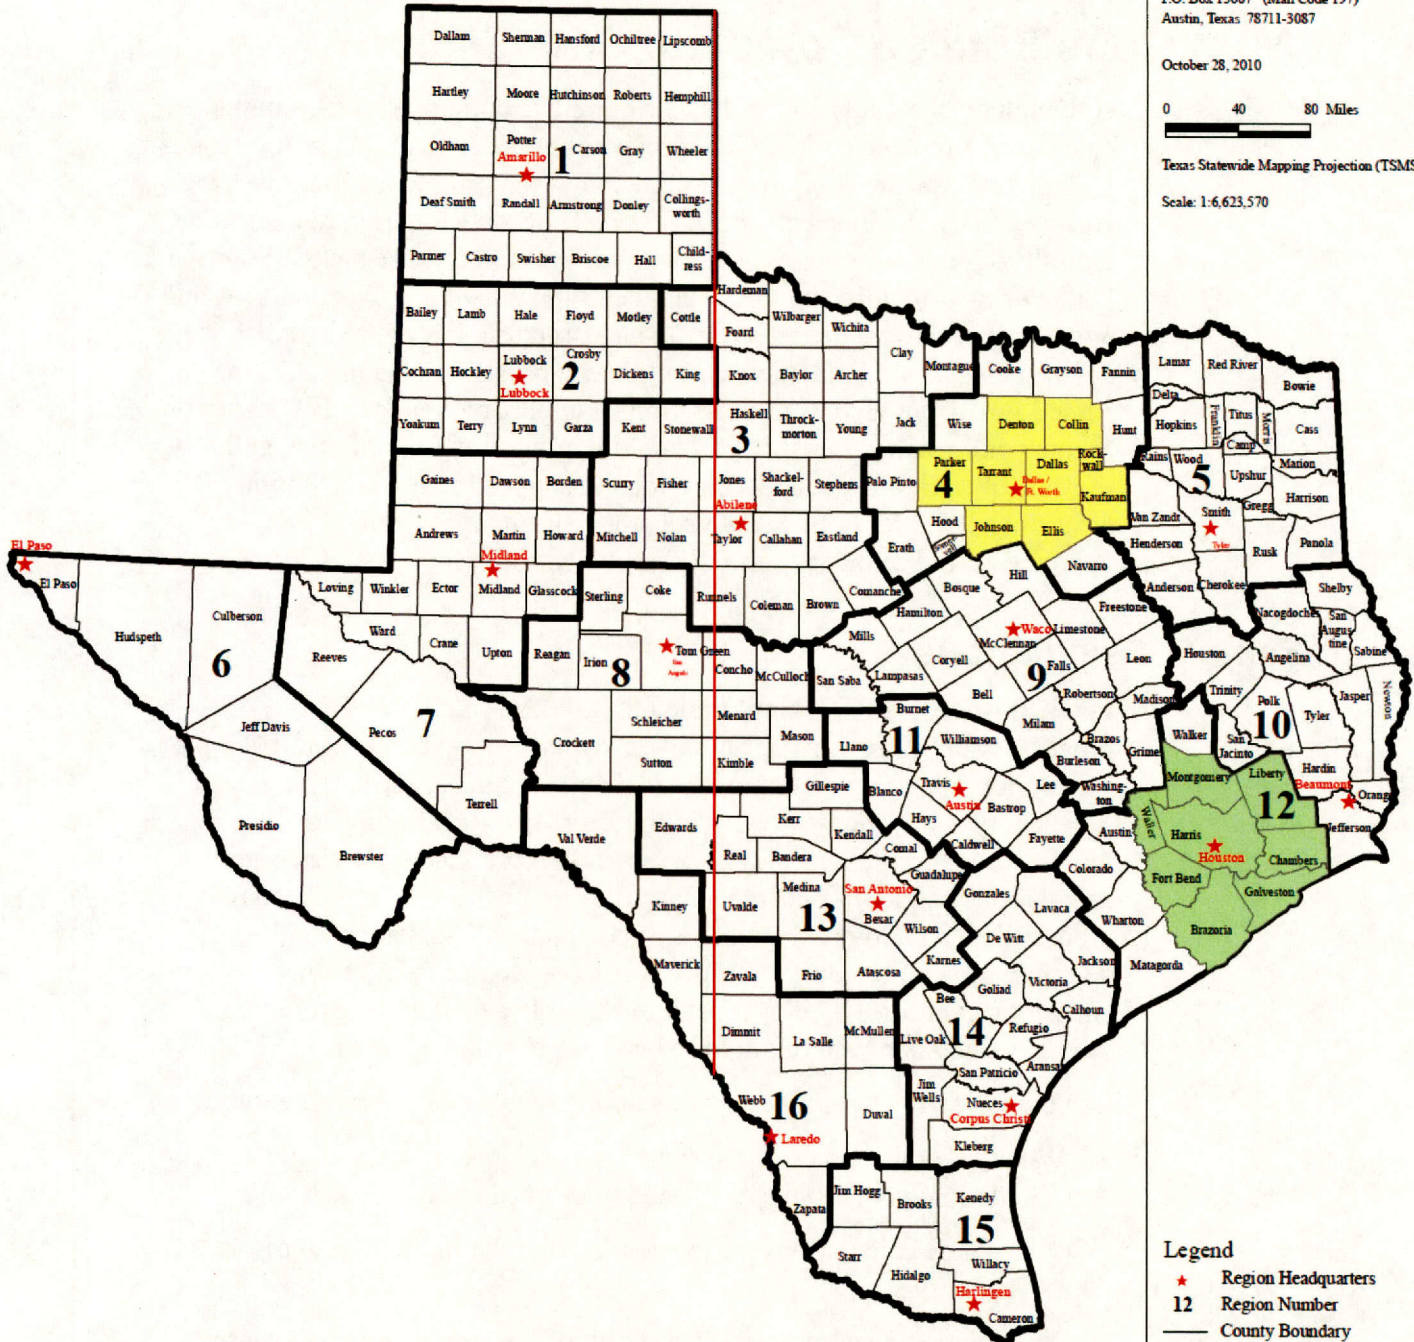 Austin, Texas 78711-3087
October 28, 2010
0 40 80 Miles
Texas Statewide Mapping Projection (TSMS
Scale: 1:6,623,570
Dallam Sherman Hansford Ochiltree Lipscomb
Hartley Moore Hutchinson Roberts Hemphill
Oldham Potter Carson Gray Wheeler
Amarillo
1
Deaf Smith Randall Armstrong Donley Collings-
worth
Parmer Castro Swisher Briscoe Hall Child-
ress
Bailey Lamb Hale Floyd Motley Cottle
Hardeman
Foard
Wilbarger
Wichita
Clay
Montague
Cooke Grayson Fannin
Lamar Red River Bowie
Cochran Hockley Lubbock Crosby Dickens King Knox Baylor Archer
Lubbock
2
Yoakum Terry Lynn Garza Kent Stonewall Haskell Throck-
morton
Young Jack Wise Denton Collin Hunt
3
Delta
Hopkins Franklin Titus Morris Cass
Camp
Gaines Dawson Borden Scurry Fisher Jones Shackel-
ford
Stephens Palo Pinto Parker Tarrant Dallas Rock-
wall
Kaufman
4
Dallas /
Ft. Worth
Rains Wood Upshur Marion
Harrison
5
Gregg
Smith
Tyler
Van Zandt
Andrews Martin Howard Mitchell Nolan Taylor Callahan Eastland
Abilene
Erath Hood Johnson Ellis
Henderson Rusk Panola
El Paso
El Paso
Hudspeth
Culberson
6
Jeff Davis
Presidio
Brewster
Loving Winkler Ector Midland Glasscock Sterling Coke Runnels Coleman Brown Comanche
Midland
Ward Crane Upton Reagan Irion Tom Green Concho McCulloch
San
Angelo
Reeves
Pecos
7
8
Terrell
Crockett Schleicher Menard Mason
Sutton Kimble
Hamilton Bosque Hill Navarro
Anderson Cherokee
Nacogdoche Shelby
San
Augus-
tine
Sabine
Mills Coryell McClennan Waco Limestone Freestone
San Saba Lampasas Bell Falls
9
Leon
Robertson
Madison
Milam Brazos Grimes
Burleson
Washing-
ton
Houston Angelina
Trinity Polk Tyler Jasper Newton
10
Walker San
Jacinto
Hardin
Beaumont
Orange
Jefferson
Llano Burnet Williamson
11
Gillespie Blanco Travis Austin Bastrop Lee
Hays Caldwell Fayette
Montgomery Liberty
12
Waller Harris Houston Chambers
Fort Bend Galveston
Brazoria
Austin
Colorado
Wharton
Matagorda
Val Verde Edwards Kerr Kendall Comal Guadalupe
Real Bandera
Kinney Uvalde Medina San Antonio
Bexar
13
Wilson Karnes
Gonzales Lavaca
De Witt Jackson
Victoria
Calhoun
Maverick Zavala Frio Atascosa
Dimmit La Salle McMullen Live Oak Bee Goliad
14
Refugio
Aransa
San Patricio
Webb 16 Duval Jim
Wells
Nueces
Corpus Christi
Laredo
Kleberg
Zapata Jim Hogg Brooks Kenedy
15
Starr Hidalgo Willacy
Harlingen
Cameron
Legend
Region Headquarters
12 Region Number
County Boundary